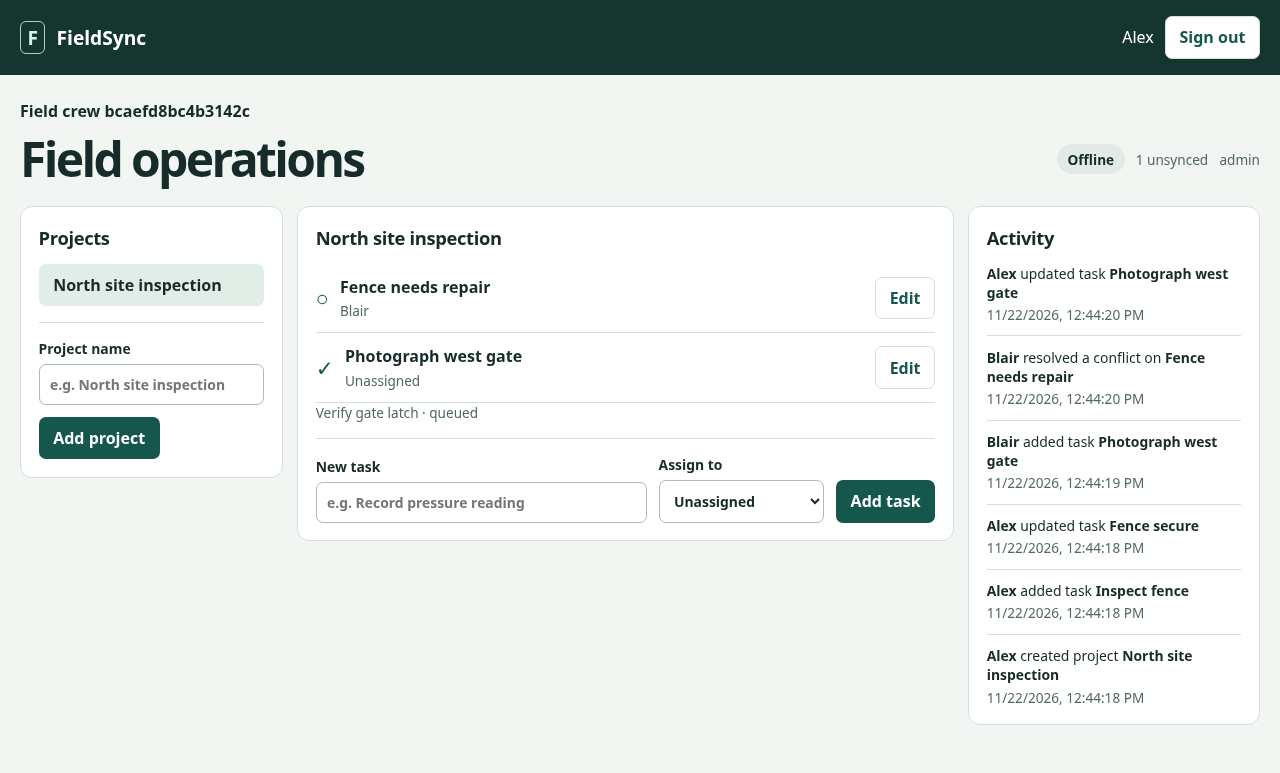 F FieldSync
Alex Sign out
Field crew bcaefd8bc4b3142c
Field operations
Offline 1 unsynced admin
Projects
North site inspection
Project name
e.g. North site inspection
Add project
North site inspection
○ Fence needs repair
Blair
Edit
✓ Photograph west gate
Unassigned
Edit
Verify gate latch · queued
New task
e.g. Record pressure reading
Assign to
Unassigned
Add task
Activity
Alex updated task Photograph west
gate
11/22/2026, 12:44:20 PM
Blair resolved a conflict on Fence
needs repair
11/22/2026, 12:44:20 PM
Blair added task Photograph west
gate
11/22/2026, 12:44:19 PM
Alex updated task Fence secure
11/22/2026, 12:44:18 PM
Alex added task Inspect fence
11/22/2026, 12:44:18 PM
Alex created project North site
inspection
11/22/2026, 12:44:18 PM